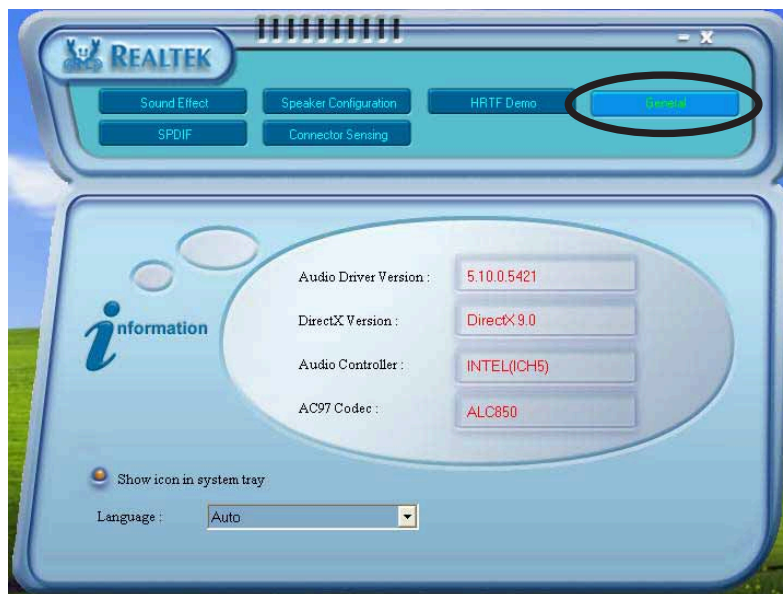 REALTEK
Sound Effect
Speaker Configuration
HRTF Demo
General
SPDIF
Connector Sensing
information
Audio Driver Version :
5.10.0.5421
DirectX Version :
DirectX 9.0
Audio Controller :
INTEL(ICH5)
AC97 Codec :
ALC850
Show icon in system tray
Language :
Auto